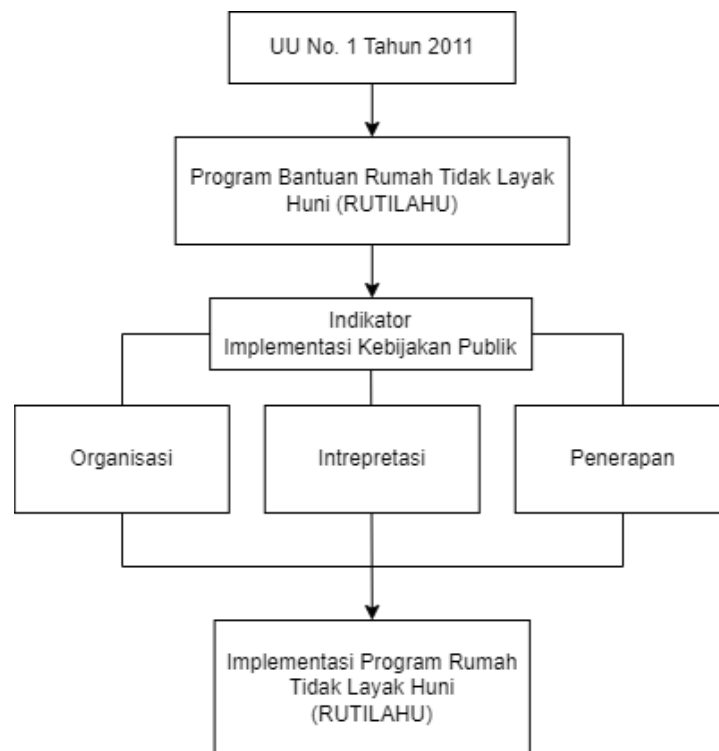 UU No. 1 Tahun 2011
Program Bantuan Rumah Tidak Layak
Huni (RUTILAHU)
Indikator
Implementasi Kebijakan Publik
Organisasi
Intrepretasi
Penerapan
Implementasi Program Rumah
Tidak Layak Huni
(RUTILAHU)